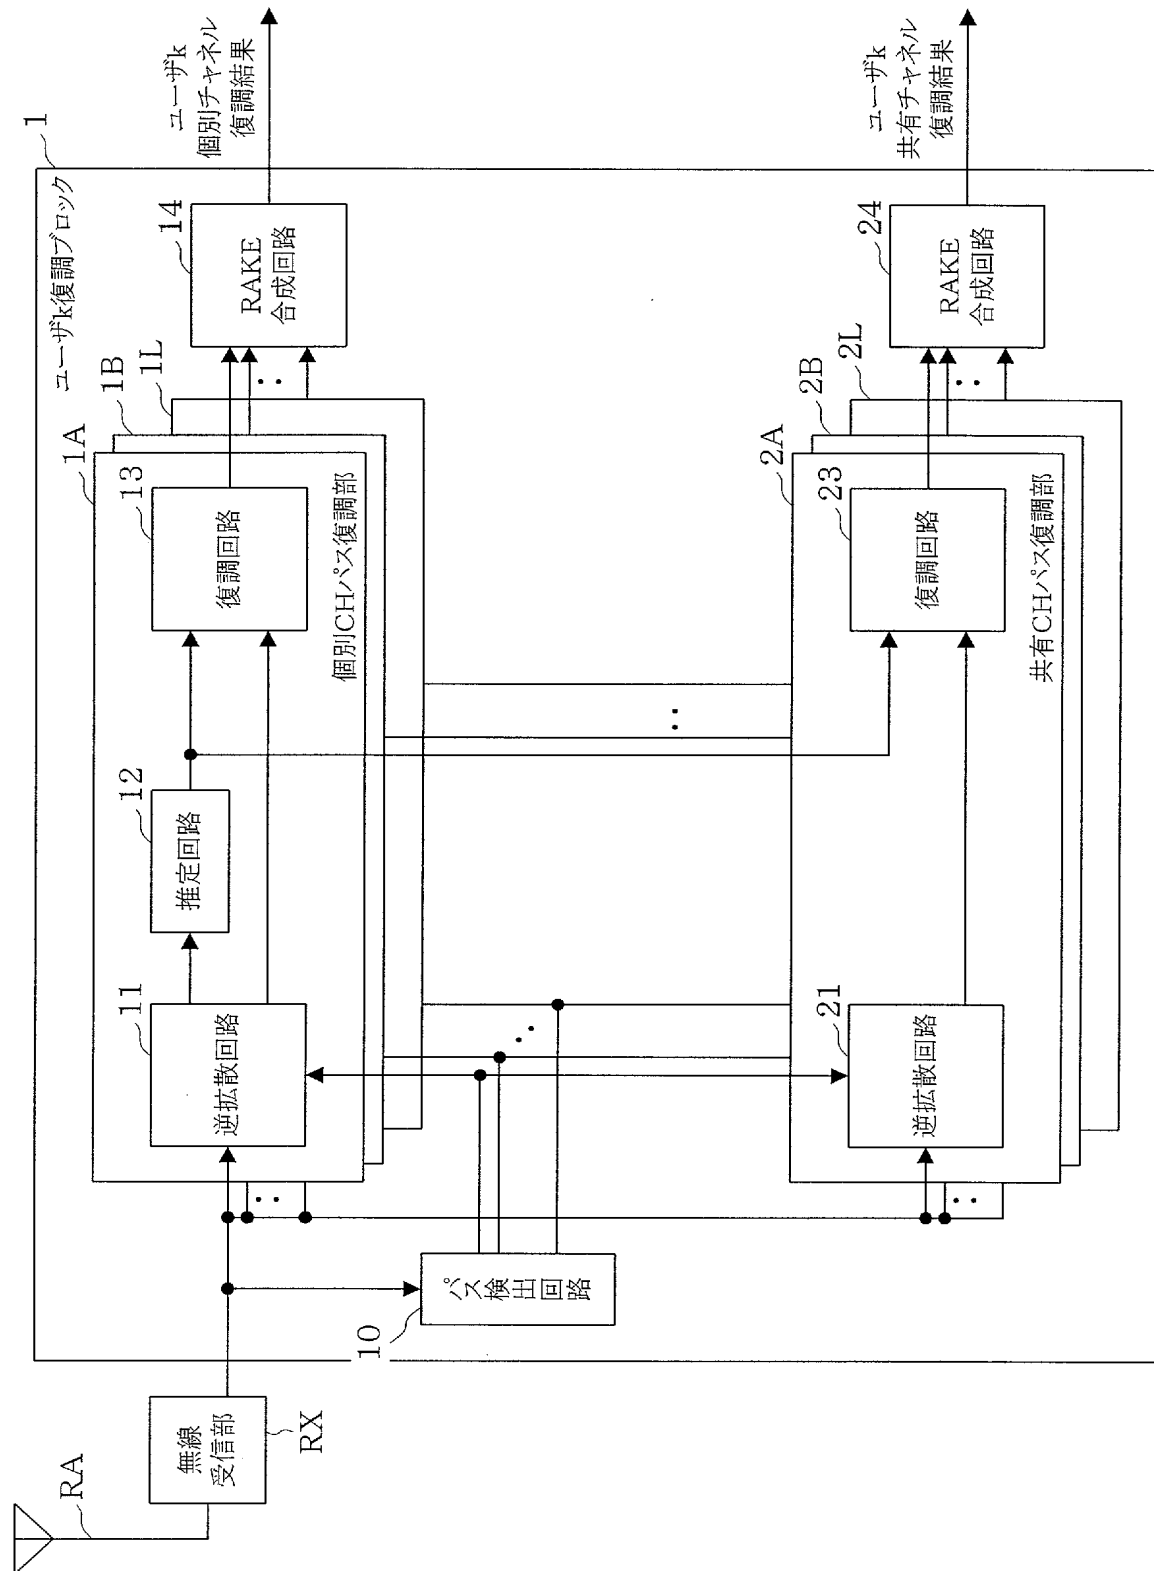 RA
無線
受信部
RX
1
ユーザk復調ブロック
10
パス検出回路
1A
1B
1L
11
逆拡散回路
12
推定回路
13
復調回路
個別CHパス復調部
14
RAKE
合成回路
ユーザk
個別チャネル
復調結果
2A
2B
2L
21
逆拡散回路
23
復調回路
共有CHパス復調部
24
RAKE
合成回路
ユーザk
共有チャネル
復調結果